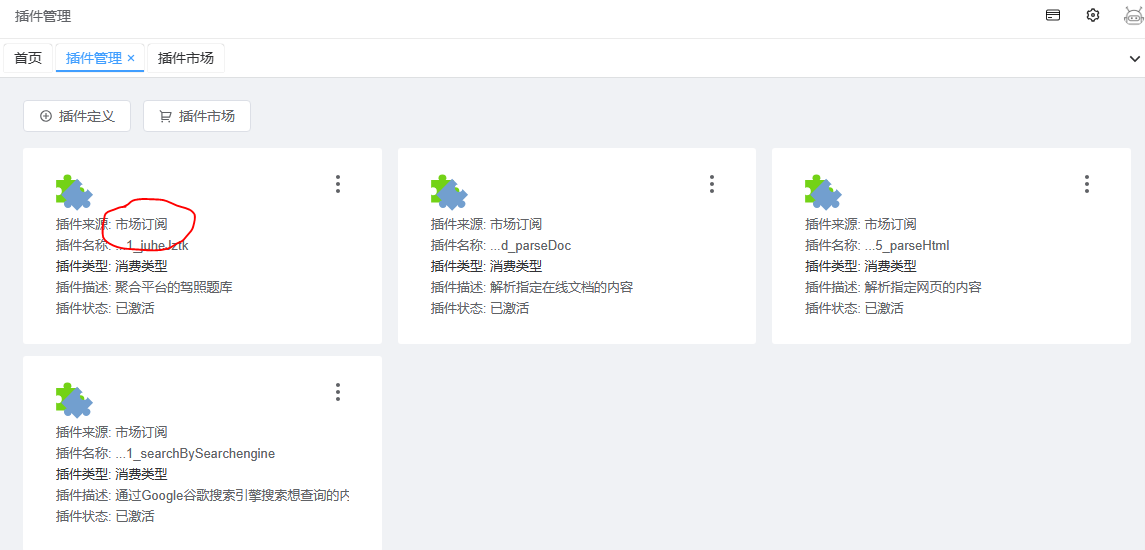 插件管理
首页
插件管理 ×
插件市场
插件定义
插件市场
插件来源: 市场订阅
插件名称: ...1_juheJztk
插件类型: 消费类型
插件描述: 聚合平台的驾照题库
插件状态: 已激活
插件来源: 市场订阅
插件名称: ...d_parseDoc
插件类型: 消费类型
插件描述: 解析指定在线文档的内容
插件状态: 已激活
插件来源: 市场订阅
插件名称: ...5_parseHtml
插件类型: 消费类型
插件描述: 解析指定网页的内容
插件状态: 已激活
插件来源: 市场订阅
插件名称: ...1_searchBySearchengine
插件类型: 消费类型
插件描述: 通过Google谷歌搜索引擎搜索想查询的
插件状态: 已激活